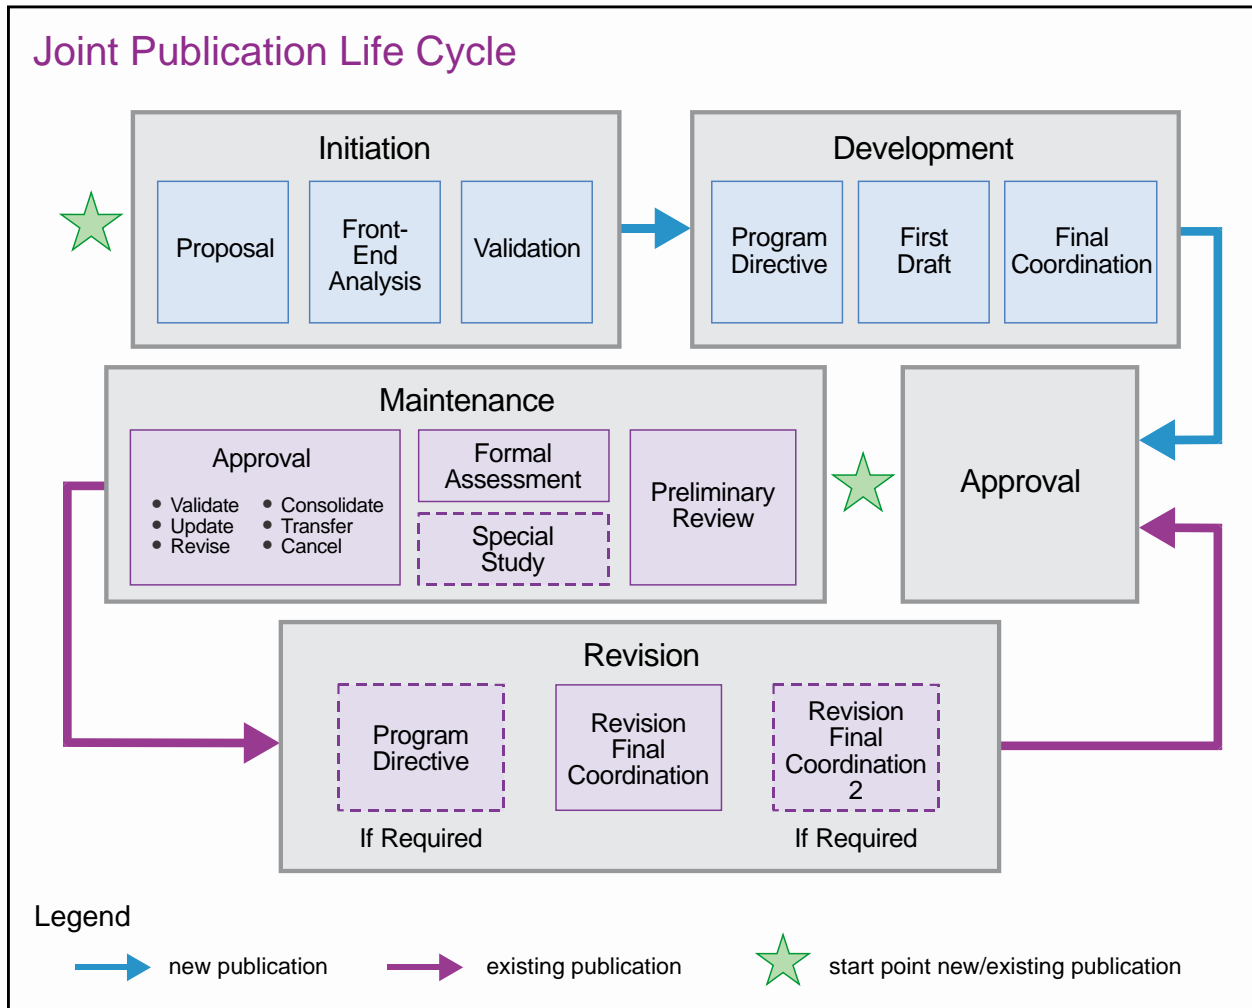 Joint Publication Life Cycle
Initiation
Proposal
Front-
End
Analysis
Validation
Development
Program
Directive
First
Draft
Final
Coordination
Maintenance
Approval
• Validate
• Update
• Revise
• Consolidate
• Transfer
• Cancel
Formal
Assessment
Special
Study
Preliminary
Review
Approval
Revision
Program
Directive
If Required
Revision
Final
Coordination
Revision
Final
Coordination
2
If Required
Legend
new publication
existing publication
start point new/existing publication